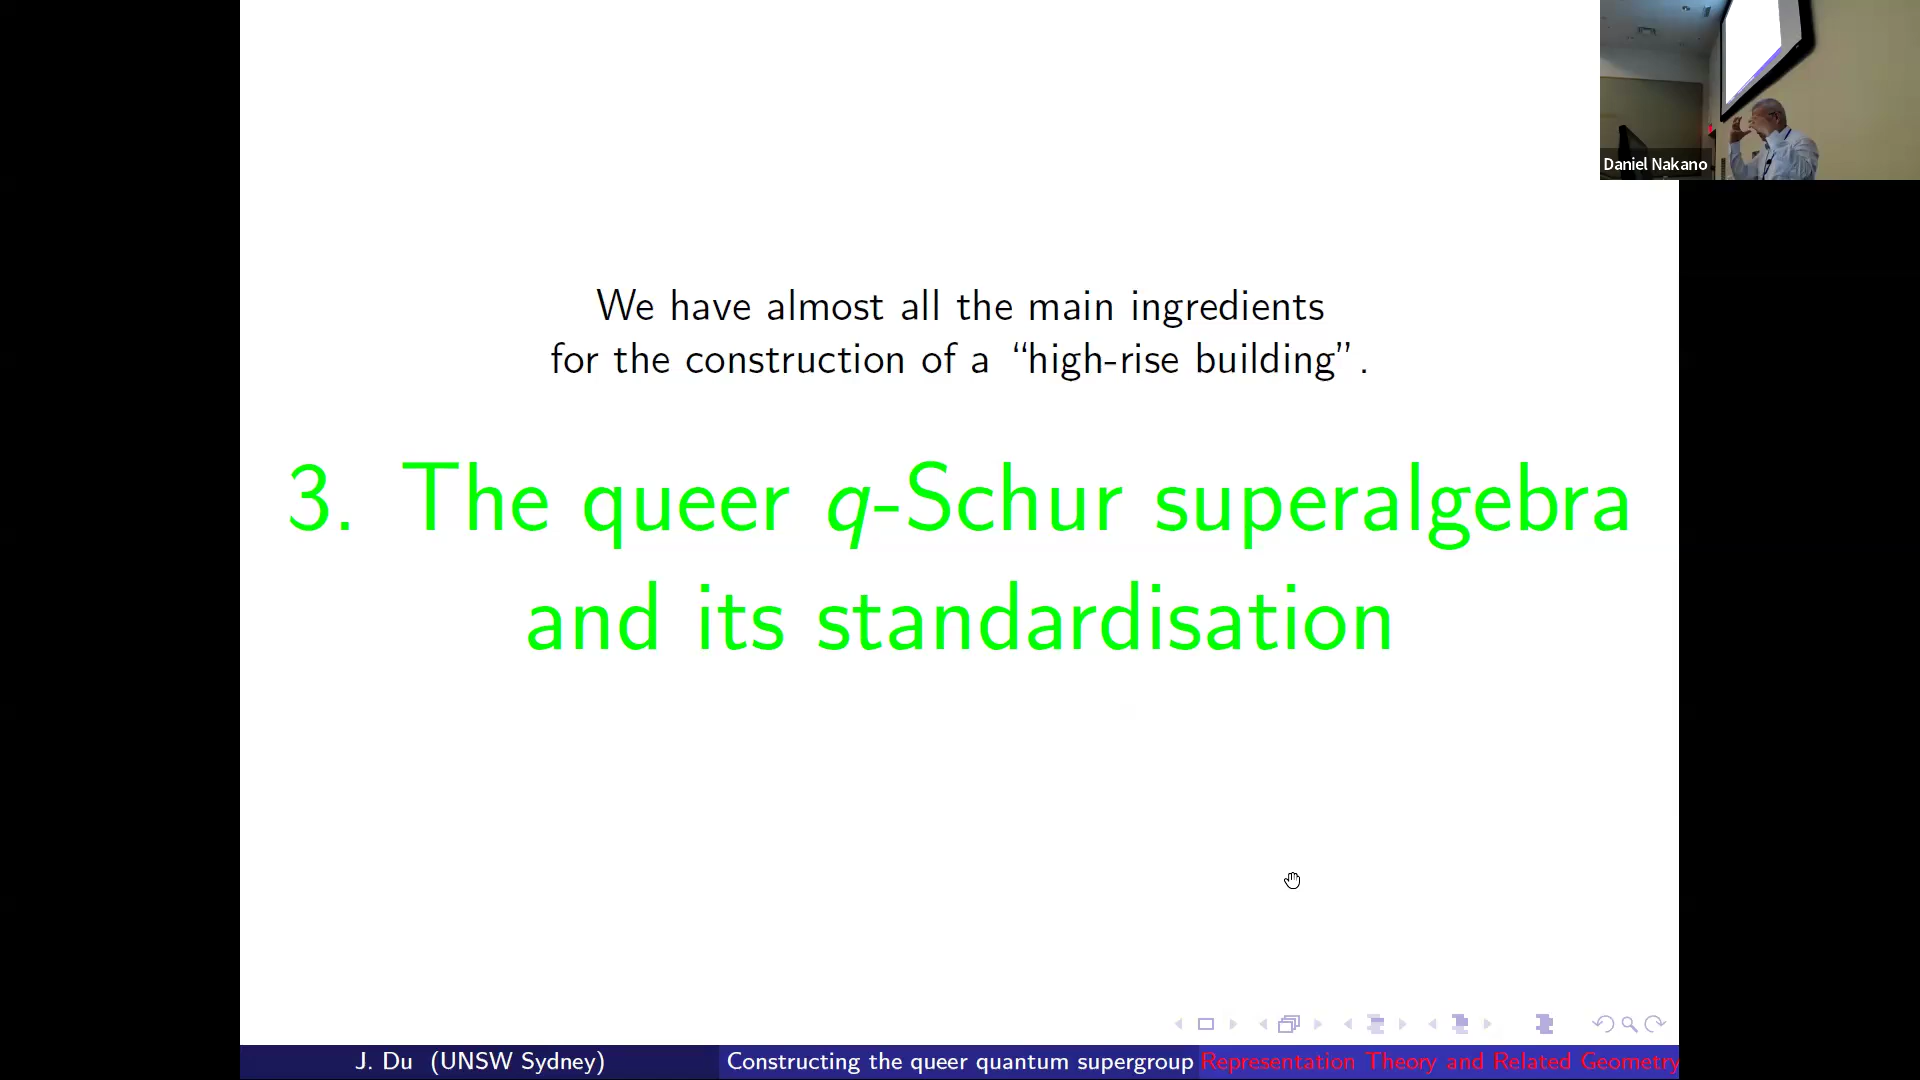 Daniel Nakano
We have almost all the main ingredients
for the construction of a “high-rise building”.
3. The queer q-Schur superalgebra
and its standardisation
J. Du (UNSW Sydney) Constructing the queer quantum supergroup Representation Theory and Related Geometry